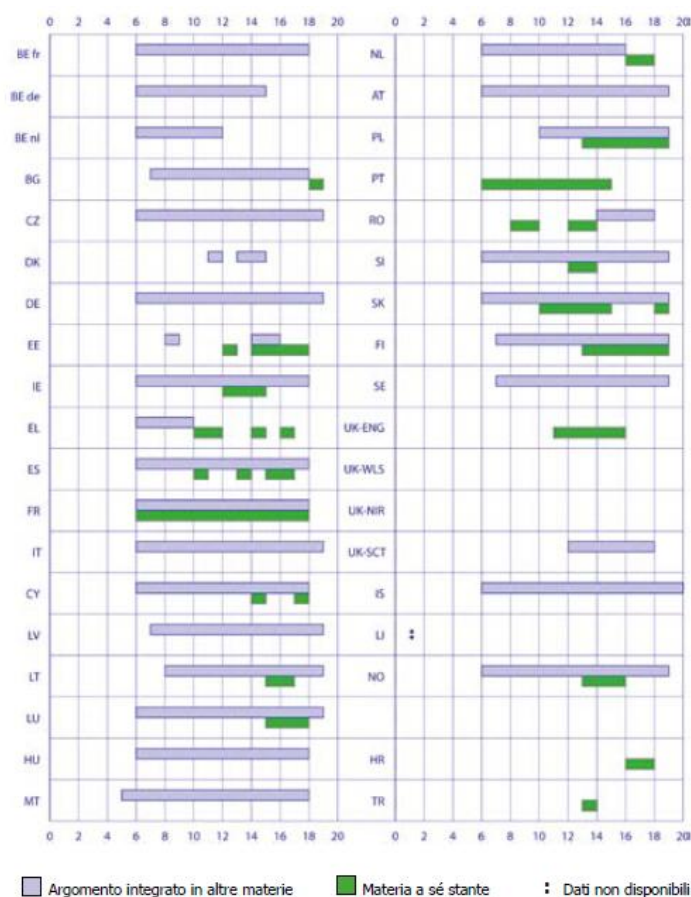 0 2 4 6 8 10 12 14 16 18 20 0 2 4 6 8 10 12 14 16 18 20
BE fr NL
BE de AT
BE nl PL
BG PT
CZ RO
DK SI
DE SK
EE FI
IE SE
EL UK-ENG
ES UK-WLS
FR UK-NIR
IT UK-SCT
CY IS
LV LI :
LT NO
LU
HU HR
MT TR
0 2 4 6 8 10 12 14 16 18 20 0 2 4 6 8 10 12 14 16 18 20
Argomento integrato in altre materie Materia a sé stante : Dati non disponibili